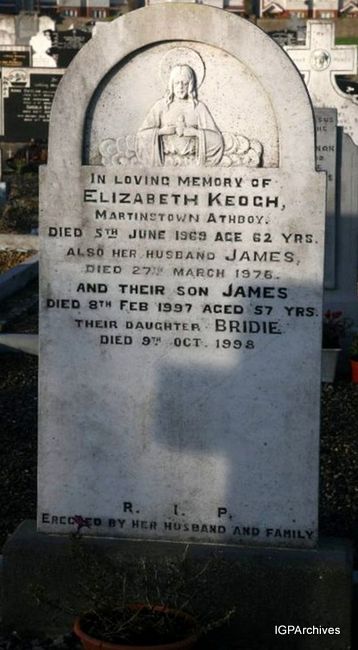 In loving memory of
Elizabeth Keogh,
Martinstown Athboy.
Died 5th June 1969 age 62 yrs.
Also her husband James,
Died 27th March 1976.
And their son James
Died 8th Feb 1997 aged 57 yrs.
Their daughter Bridie
Died 9th Oct. 1998
R. I. P.
Erected by her husband and family
IGPArchives